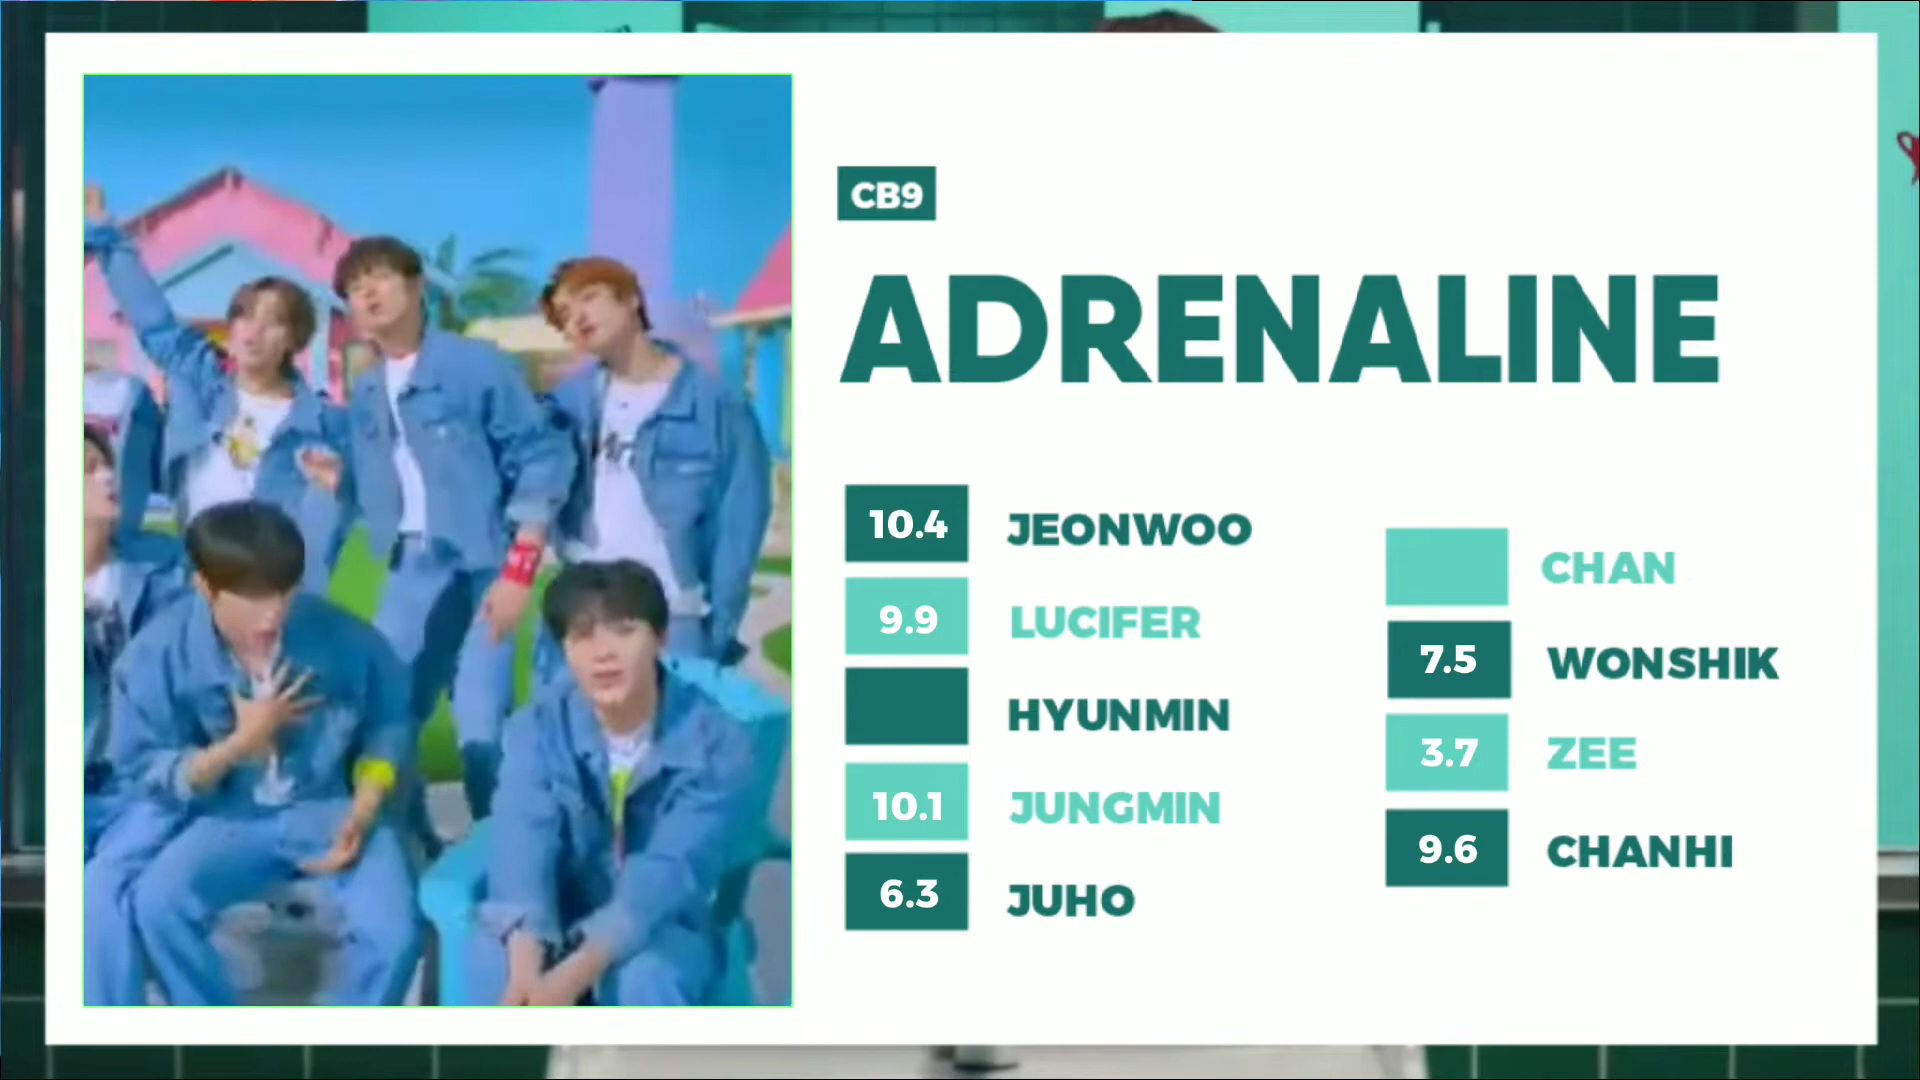 CB9
ADRENALINE
10.4 JEONWOO
9.9 LUCIFER
HYUNMIN
10.1 JUNGMIN
6.3 JUHO
CHAN
7.5 WONSHIK
3.7 ZEE
9.6 CHANHI